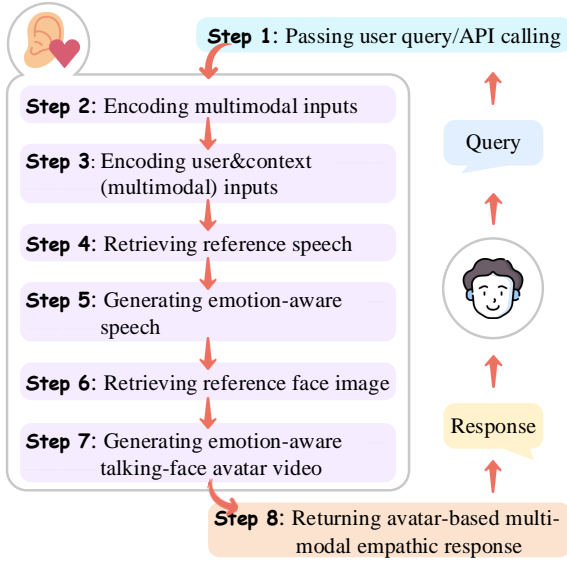 Step 1: Passing user query/API calling
Step 2: Encoding multimodal inputs
Step 3: Encoding user&context
(multimodal) inputs
Step 4: Retrieving reference speech
Step 5: Generating emotion-aware
speech
Step 6: Retrieving reference face image
Step 7: Generating emotion-aware
talking-face avatar video
Step 8: Returning avatar-based multi-
modal empathic response
Response
Query